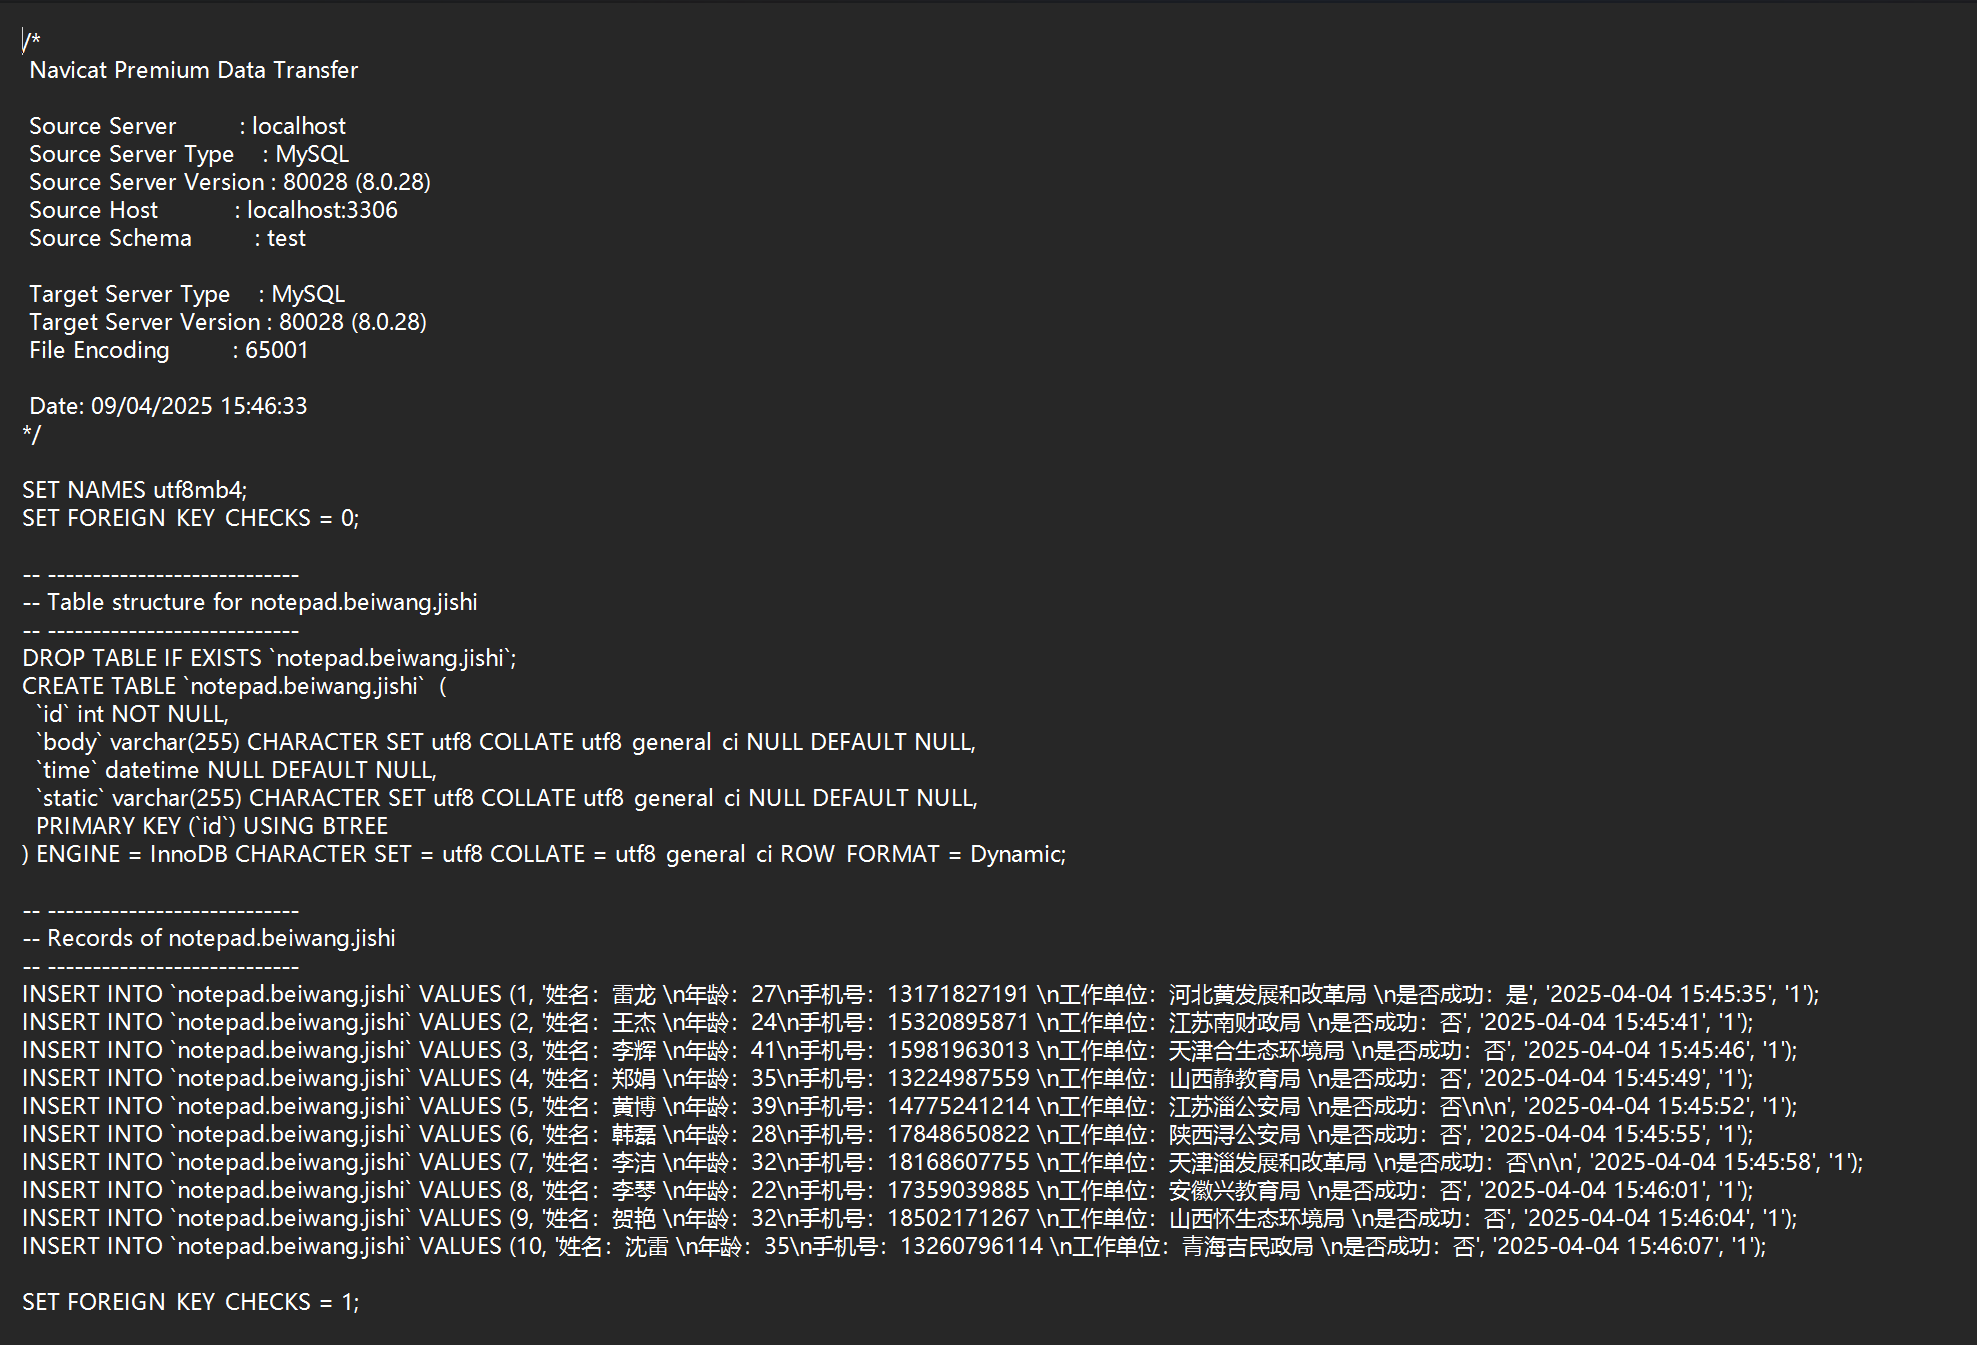 /*
 Navicat Premium Data Transfer

 Source Server         : localhost
 Source Server Type    : MySQL
 Source Server Version : 80028 (8.0.28)
 Source Host           : localhost:3306
 Source Schema         : test

 Target Server Type    : MySQL
 Target Server Version : 80028 (8.0.28)
 File Encoding         : 65001

 Date: 09/04/2025 15:46:33
*/

SET NAMES utf8mb4;
SET FOREIGN_KEY_CHECKS = 0;

-- ----------------------------
-- Table structure for notepad.beiwang.jishi
-- ----------------------------
DROP TABLE IF EXISTS `notepad.beiwang.jishi`;
CREATE TABLE `notepad.beiwang.jishi`  (
  `id` int NOT NULL,
  `body` varchar(255) CHARACTER SET utf8 COLLATE utf8_general_ci NULL DEFAULT NULL,
  `time` datetime NULL DEFAULT NULL,
  `static` varchar(255) CHARACTER SET utf8 COLLATE utf8_general_ci NULL DEFAULT NULL,
  PRIMARY KEY (`id`) USING BTREE
) ENGINE = InnoDB CHARACTER SET = utf8 COLLATE = utf8_general_ci ROW_FORMAT = Dynamic;

-- ----------------------------
-- Records of notepad.beiwang.jishi
-- ----------------------------
INSERT INTO `notepad.beiwang.jishi` VALUES (1, '姓名：雷龙 \n年龄：27\n手机号：13171827191 \n工作单位：河北黄发展和改革局 \n是否成功：是', '2025-04-04 15:45:35', '1');
INSERT INTO `notepad.beiwang.jishi` VALUES (2, '姓名：王杰 \n年龄：24\n手机号：15320895871 \n工作单位：江苏南财政局 \n是否成功：否', '2025-04-04 15:45:41', '1');
INSERT INTO `notepad.beiwang.jishi` VALUES (3, '姓名：李辉 \n年龄：41\n手机号：15981963013 \n工作单位：天津合生态环境局 \n是否成功：否', '2025-04-04 15:45:46', '1');
INSERT INTO `notepad.beiwang.jishi` VALUES (4, '姓名：郑娟 \n年龄：35\n手机号：13224987559 \n工作单位：山西静教育局 \n是否成功：否', '2025-04-04 15:45:49', '1');
INSERT INTO `notepad.beiwang.jishi` VALUES (5, '姓名：黄博 \n年龄：39\n手机号：14775241214 \n工作单位：江苏淄公安局 \n是否成功：否\n\n', '2025-04-04 15:45:52', '1');
INSERT INTO `notepad.beiwang.jishi` VALUES (6, '姓名：韩磊 \n年龄：28\n手机号：17848650822 \n工作单位：陕西浔公安局 \n是否成功：否', '2025-04-04 15:45:55', '1');
INSERT INTO `notepad.beiwang.jishi` VALUES (7, '姓名：李洁 \n年龄：32\n手机号：18168607755 \n工作单位：天津淄发展和改革局 \n是否成功：否\n\n', '2025-04-04 15:45:58', '1');
INSERT INTO `notepad.beiwang.jishi` VALUES (8, '姓名：李琴 \n年龄：22\n手机号：17359039885 \n工作单位：安徽兴教育局 \n是否成功：否', '2025-04-04 15:46:01', '1');
INSERT INTO `notepad.beiwang.jishi` VALUES (9, '姓名：贺艳 \n年龄：32\n手机号：18502171267 \n工作单位：山西怀生态环境局 \n是否成功：否', '2025-04-04 15:46:04', '1');
INSERT INTO `notepad.beiwang.jishi` VALUES (10, '姓名：沈雷 \n年龄：35\n手机号：13260796114 \n工作单位：青海吉民政局 \n是否成功：否', '2025-04-04 15:46:07', '1');

SET FOREIGN_KEY_CHECKS = 1;